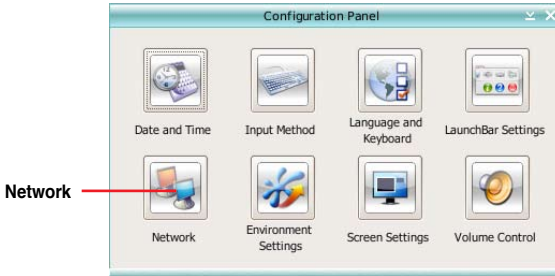 Configuration Panel
Date and Time
Input Method
Language and
Keyboard
LaunchBar Settings
Network
Network
Environment
Settings
Screen Settings
Volume Control